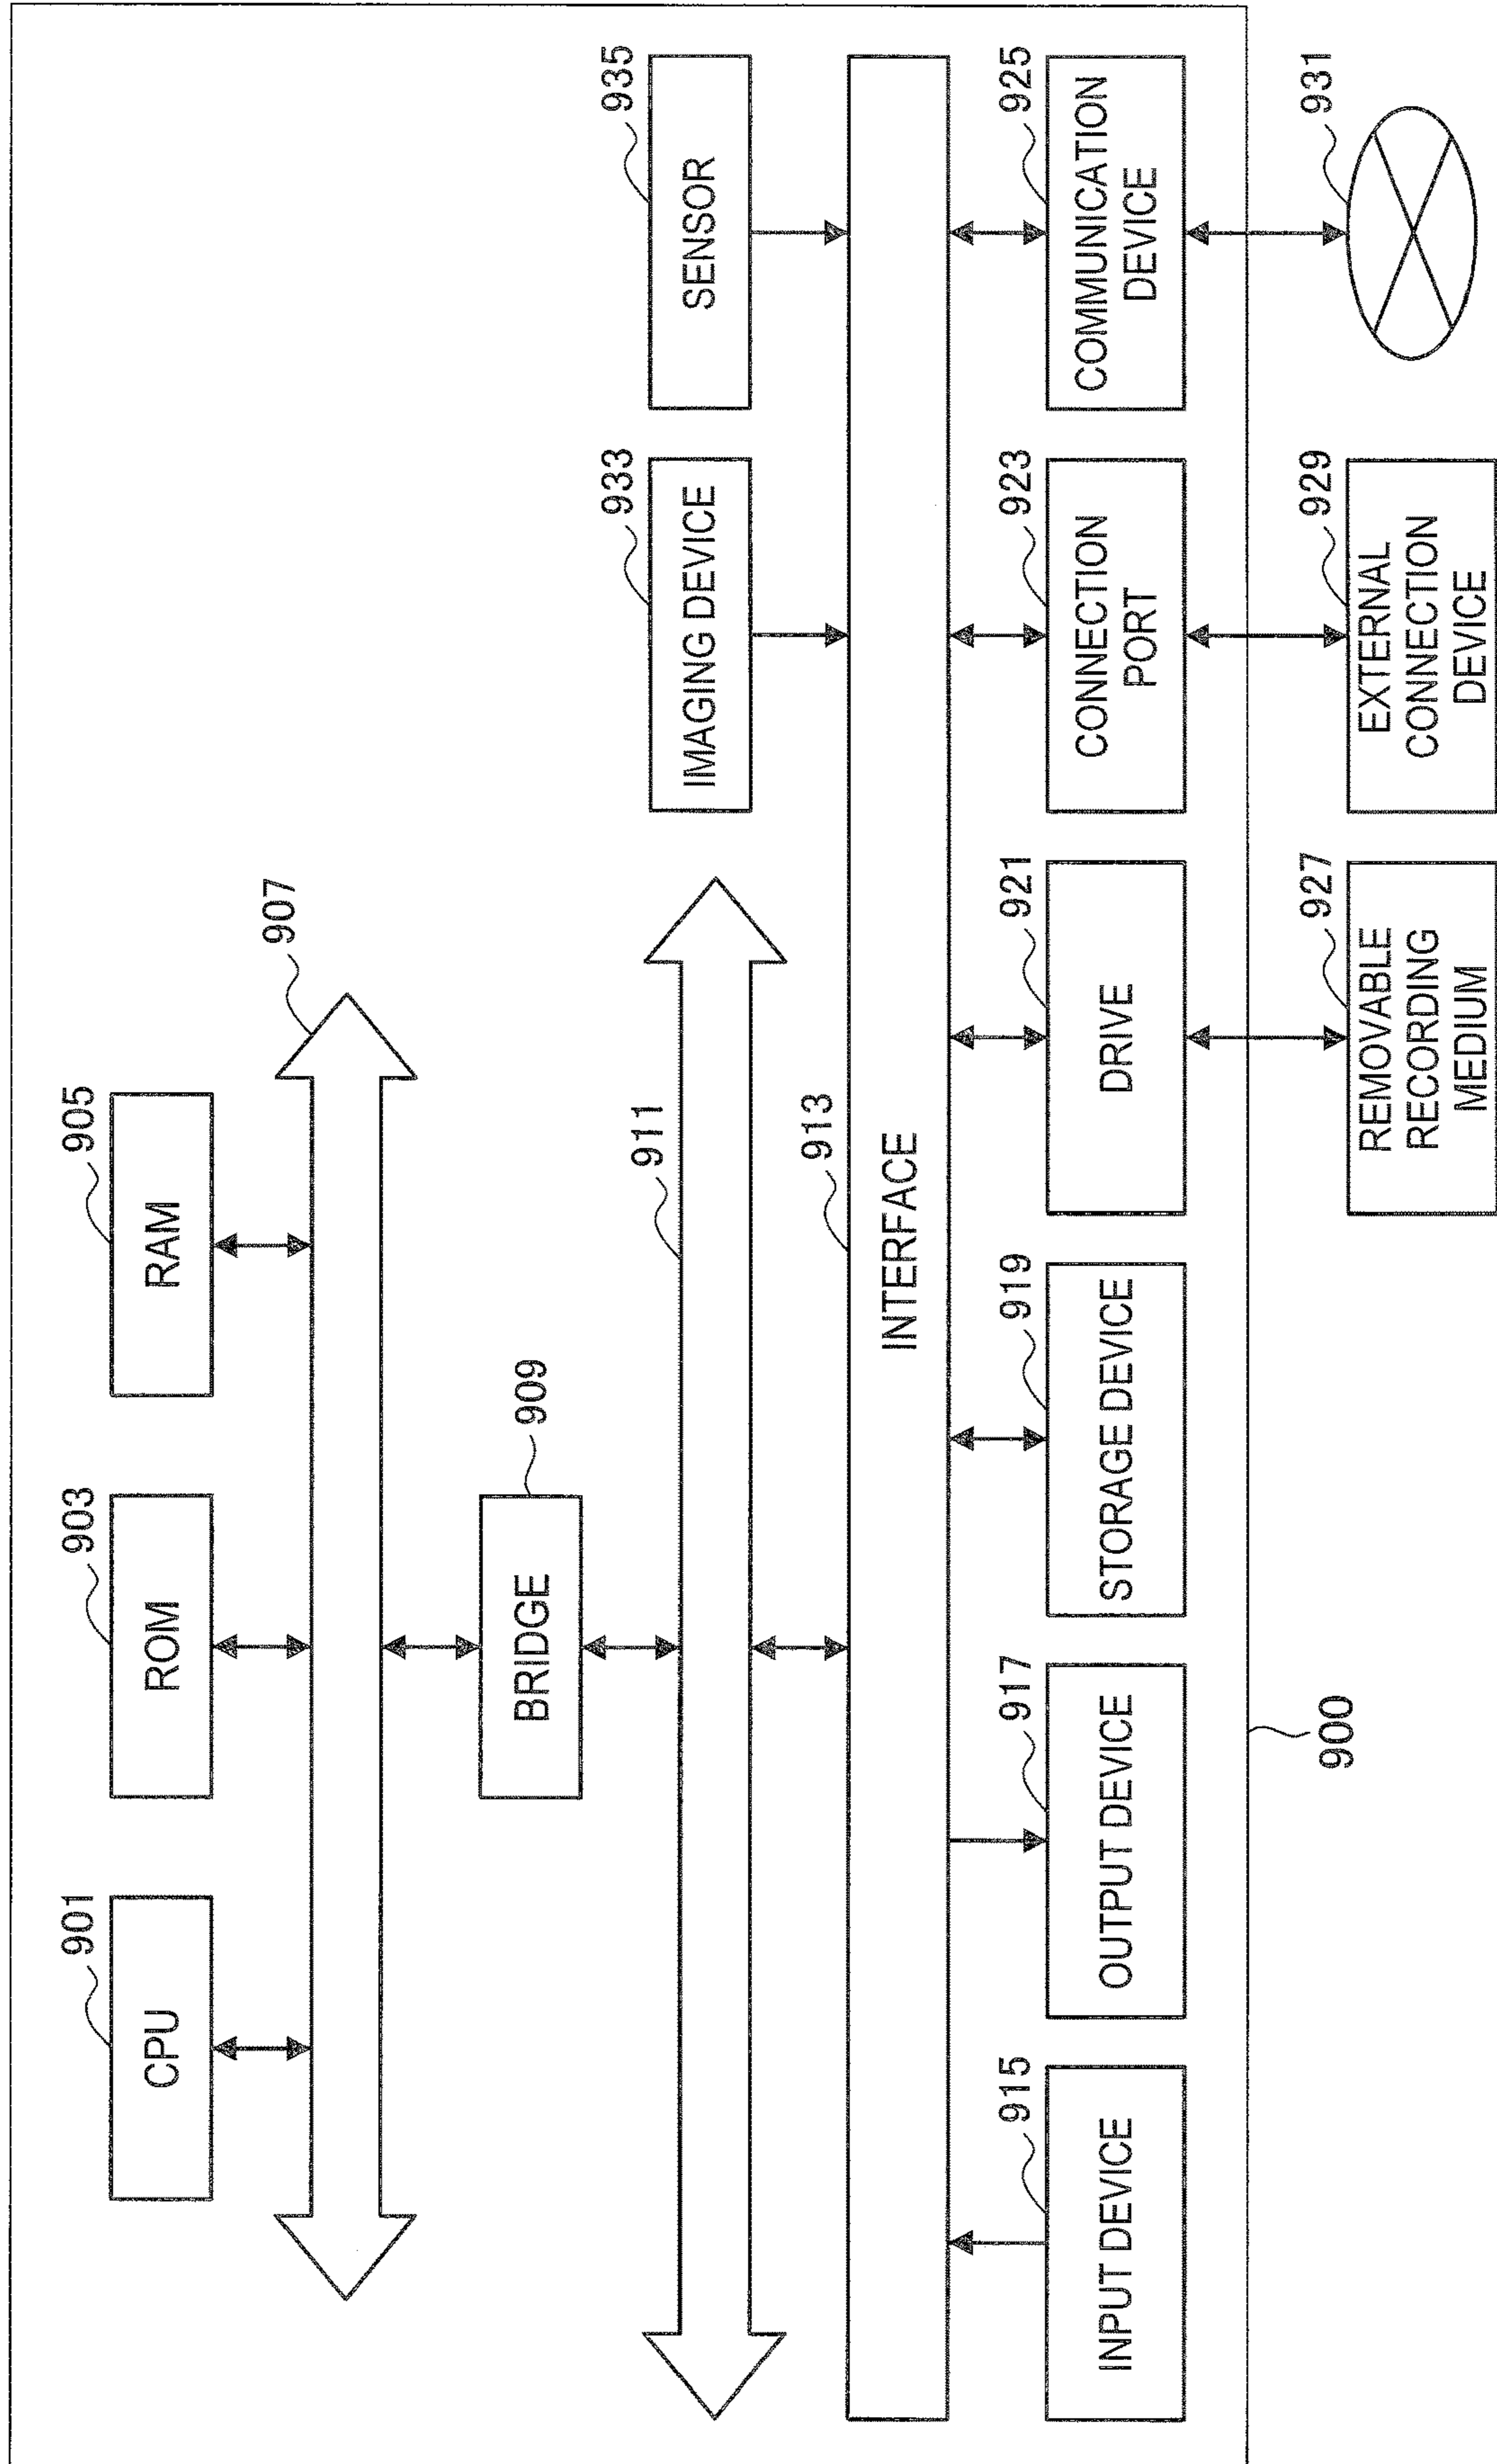 901
CPU
903
ROM
905
RAM
907
909
BRIDGE
911
933
IMAGING DEVICE
935
SENSOR
913
INTERFACE
915
INPUT DEVICE
917
OUTPUT DEVICE
919
STORAGE DEVICE
921
DRIVE
923
CONNECTION
PORT
925
COMMUNICATION
DEVICE
900
927
REMOVABLE
RECORDING
MEDIUM
929
EXTERNAL
CONNECTION
DEVICE
931